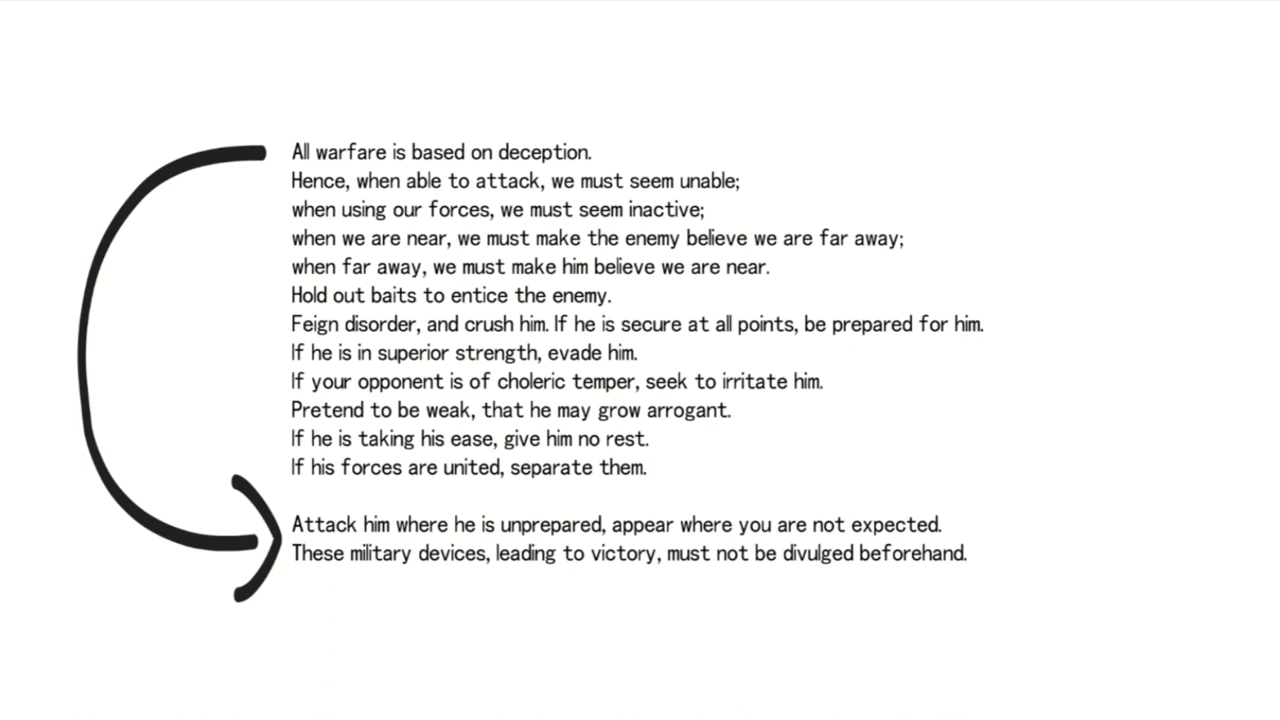 All warfare is based on deception.
Hence, when able to attack, we must seem unable;
when using our forces, we must seem inactive;
when we are near, we must make the enemy believe we are far away;
when far away, we must make him believe we are near.
Hold out baits to entice the enemy.
Feign disorder, and crush him. If he is secure at all points, be prepared for him.
If he is in superior strength, evade him.
If your opponent is of choleric temper, seek to irritate him.
Pretend to be weak, that he may grow arrogant.
If he is taking his ease, give him no rest.
If his forces are united, separate them.
Attack him where he is unprepared, appear where you are not expected.
These military devices, leading to victory, must not be divulged beforehand.